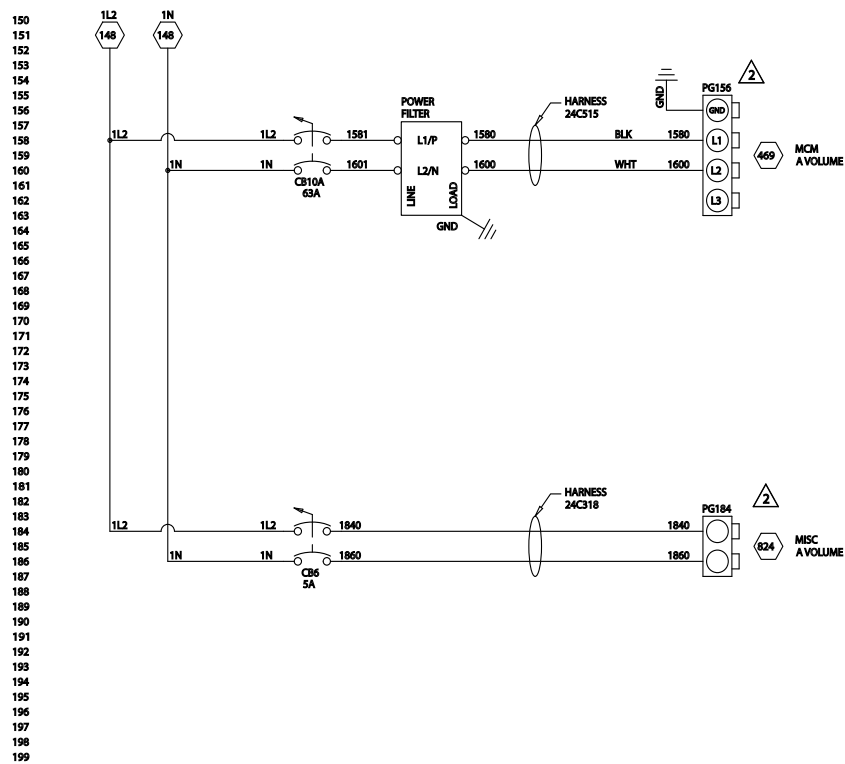 150 1L2 1N
151 148 148
152
153
154 2
155 PG156
156 POWER HARNESS GND GND
157 FILTER 24C515
158 1L2 1L2 1581 L1/P 1580 BLK 1580 L1
159 469 MCM
160 1N 1N 1601 L2/N 1600 WHT 1600 L2 A VOLUME
161 CB10A
162 63A LINE LOAD L3
163
164 GND
165
166
167
168
169
170
171
172
173
174
175
176
177
178
179
180
181
182 HARNESS 2
183 24C318 PG184
184 1L2 1L2 1840 1840
185 824 MISC
186 1N 1N 1860 1860 A VOLUME
187 CB6
188 5A
189
190
191
192
193
194
195
196
197
198
199